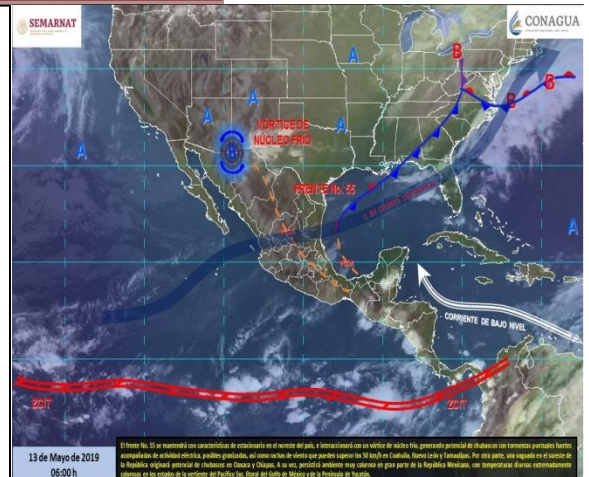 SEMARNAT
CONAGUA
B
A
A
A
B
B
VÓRTICE DE
NÚCLEO FRÍO
A
A
FRENTE No. 55
A
CORRIENTE DE BAJO NIVEL
ZCIT
ZCIT
13 de Mayo de 2019
06:00 h
El frente No. 55 se mantendrá con características de estacionario en el noreste del país, e interaccionará con un vórtice de núcleo frío, generando potencial de chubascos con tormentas puntuales fuertes
acompañadas de actividad eléctrica, posibles granizadas, así como rachas de viento que pueden superar los 50 km/h en Coahuila, Nuevo León y Tamaulipas. Por otra parte, una vaguada en el sureste de
la República originará potencial de chubascos en Oaxaca y Chiapas. A su vez, persistirá ambiente muy caluroso en gran parte de la República Mexicana, con temperaturas diurnas extremadamente
calurosas en los estados de la vertiente del Pacífico Sur, litoral del Golfo de México y de la Península de Yucatán.